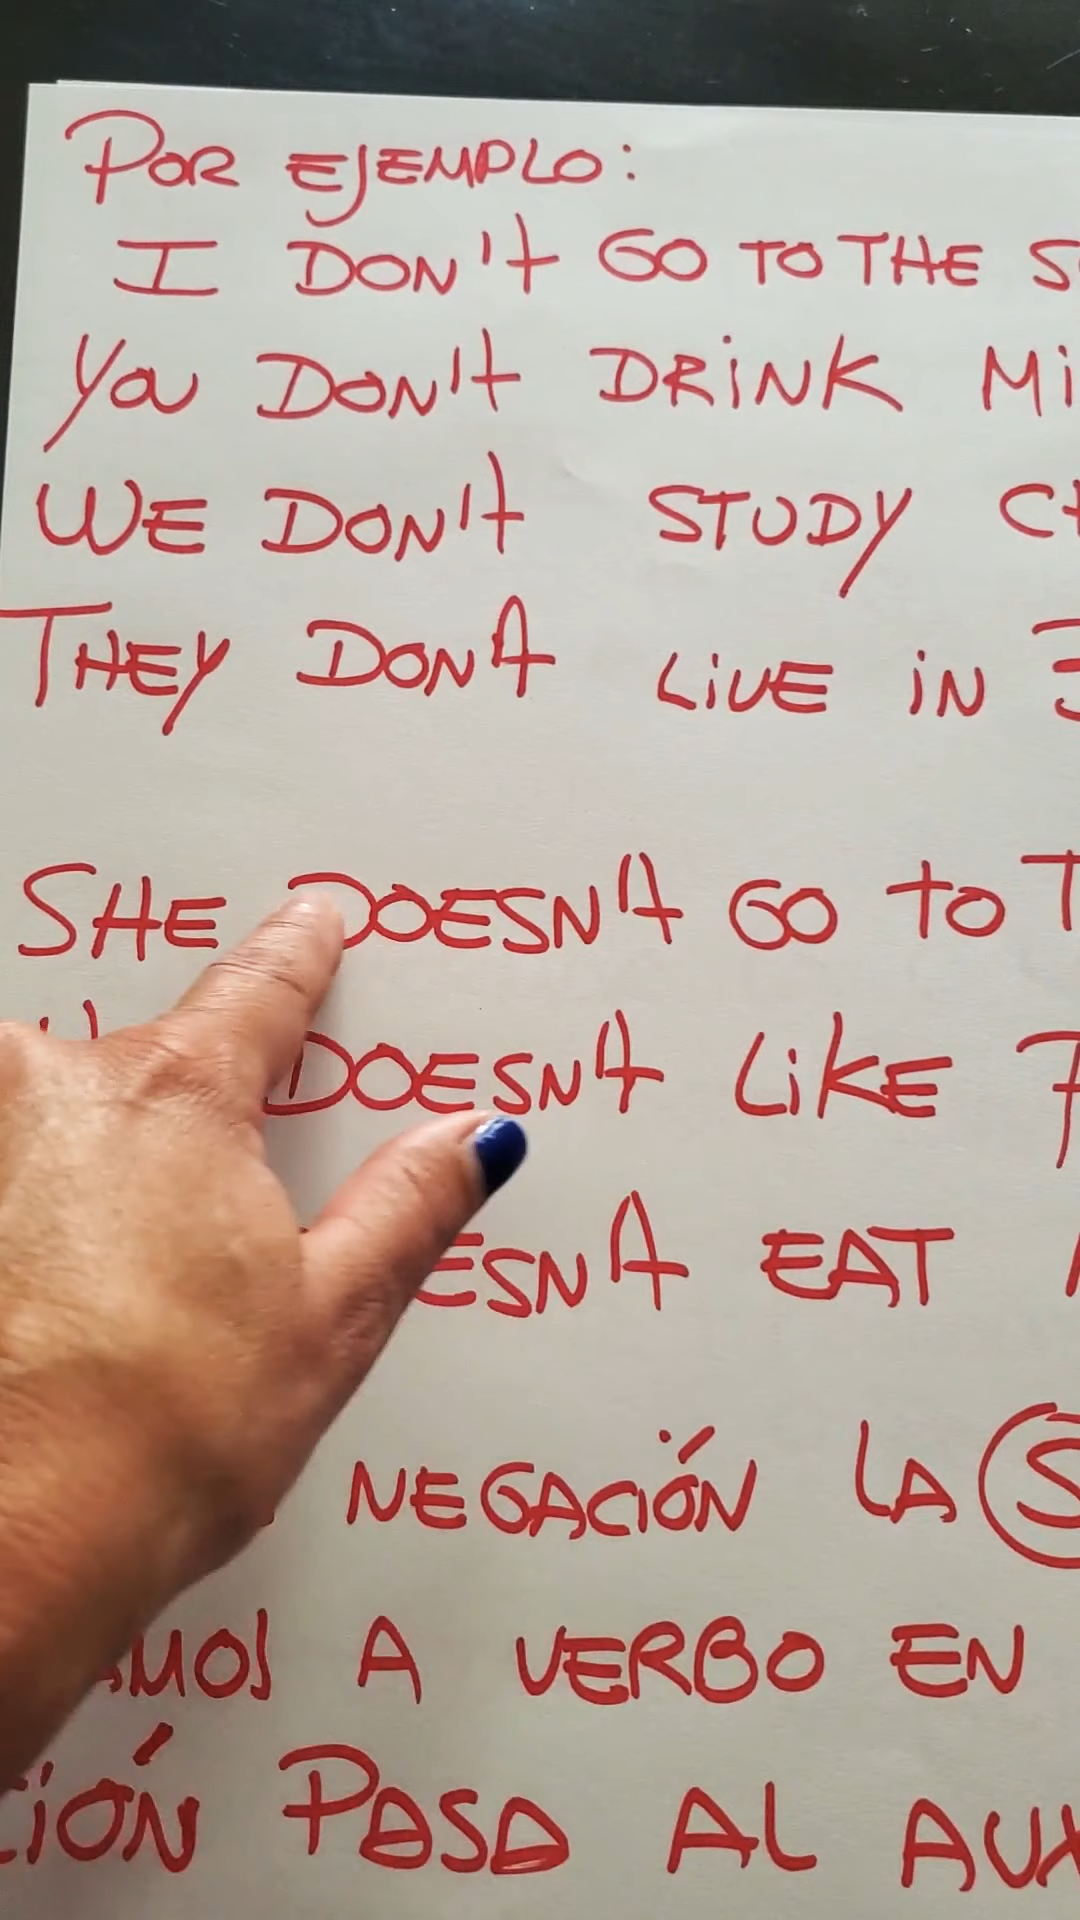 POR EJEMPLO:
I DON't GO TO THE
YOU DON't DRINK
WE DON't STUDY
THEY DON't LiVE iN
SHE DOESN't GO tO
DOESN't LiKE
EAT
NEGACIÓN LA S
A VERBO EN
PASA AL